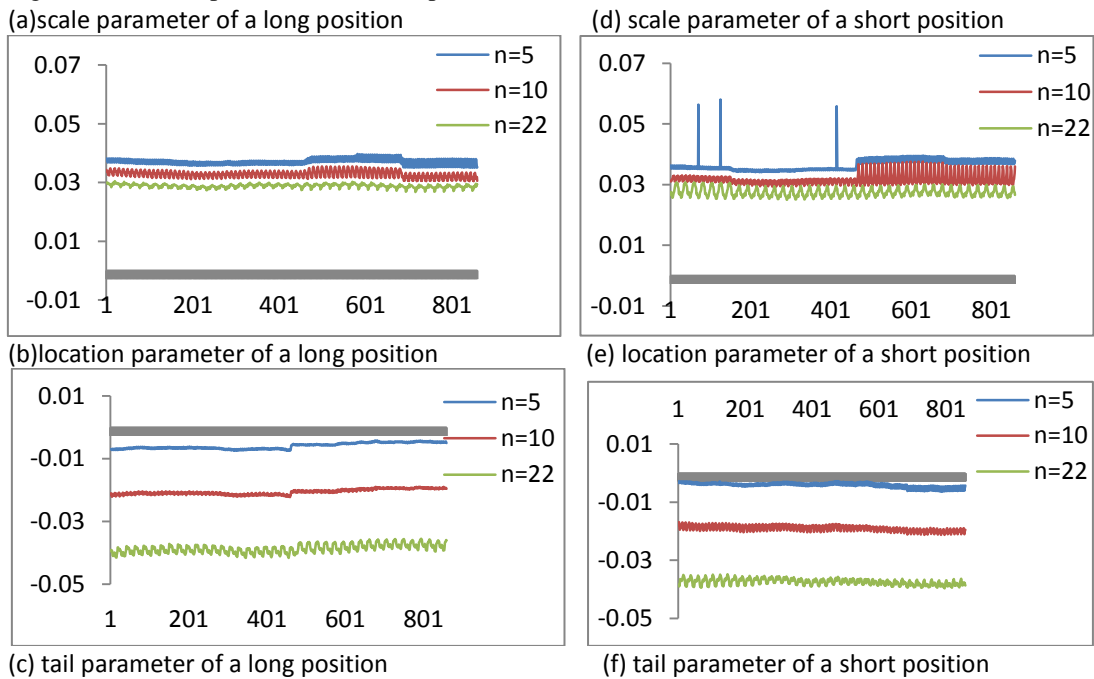 (a)scale parameter of a long position
0.07
0.05
0.03
0.01
-0.01
1 201 401 601 801
n=5
n=10
n=22
(d) scale parameter of a short position
0.07
0.05
0.03
0.01
-0.01
1 201 401 601 801
n=5
n=10
n=22
(b)location parameter of a long position
-0.01
-0.01
-0.03
-0.05
1 201 401 601 801
n=5
n=10
n=22
(e) location parameter of a short position
1 201 401 601 801
0.01
-0.01
-0.03
-0.05
n=5
n=10
n=22
(c) tail parameter of a long position
(f) tail parameter of a short position